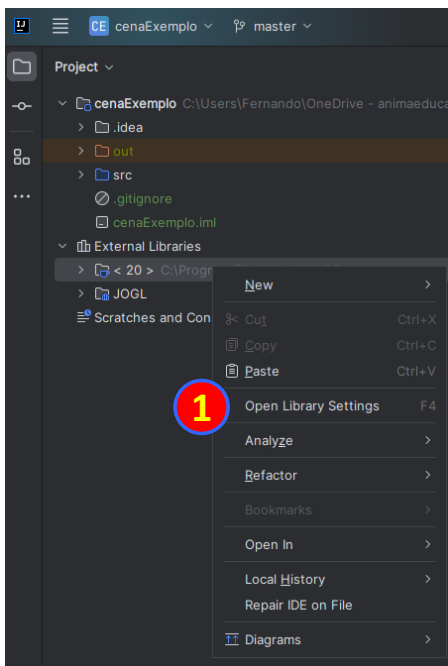 IJ CE cenaExemplo master
Project
cenaExemplo C:\Users\Fernando\OneDrive - animaeduca
.idea
out
src
.gitignore
cenaExemplo.iml
External Libraries
< 20 > C:\Progr
JOGL
Scratches and Con
New
Cut Ctrl+X
Copy Ctrl+C
Paste Ctrl+V
1 Open Library Settings F4
Analyze
Refactor
Bookmarks
Open In
Local History
Repair IDE on File
Diagrams